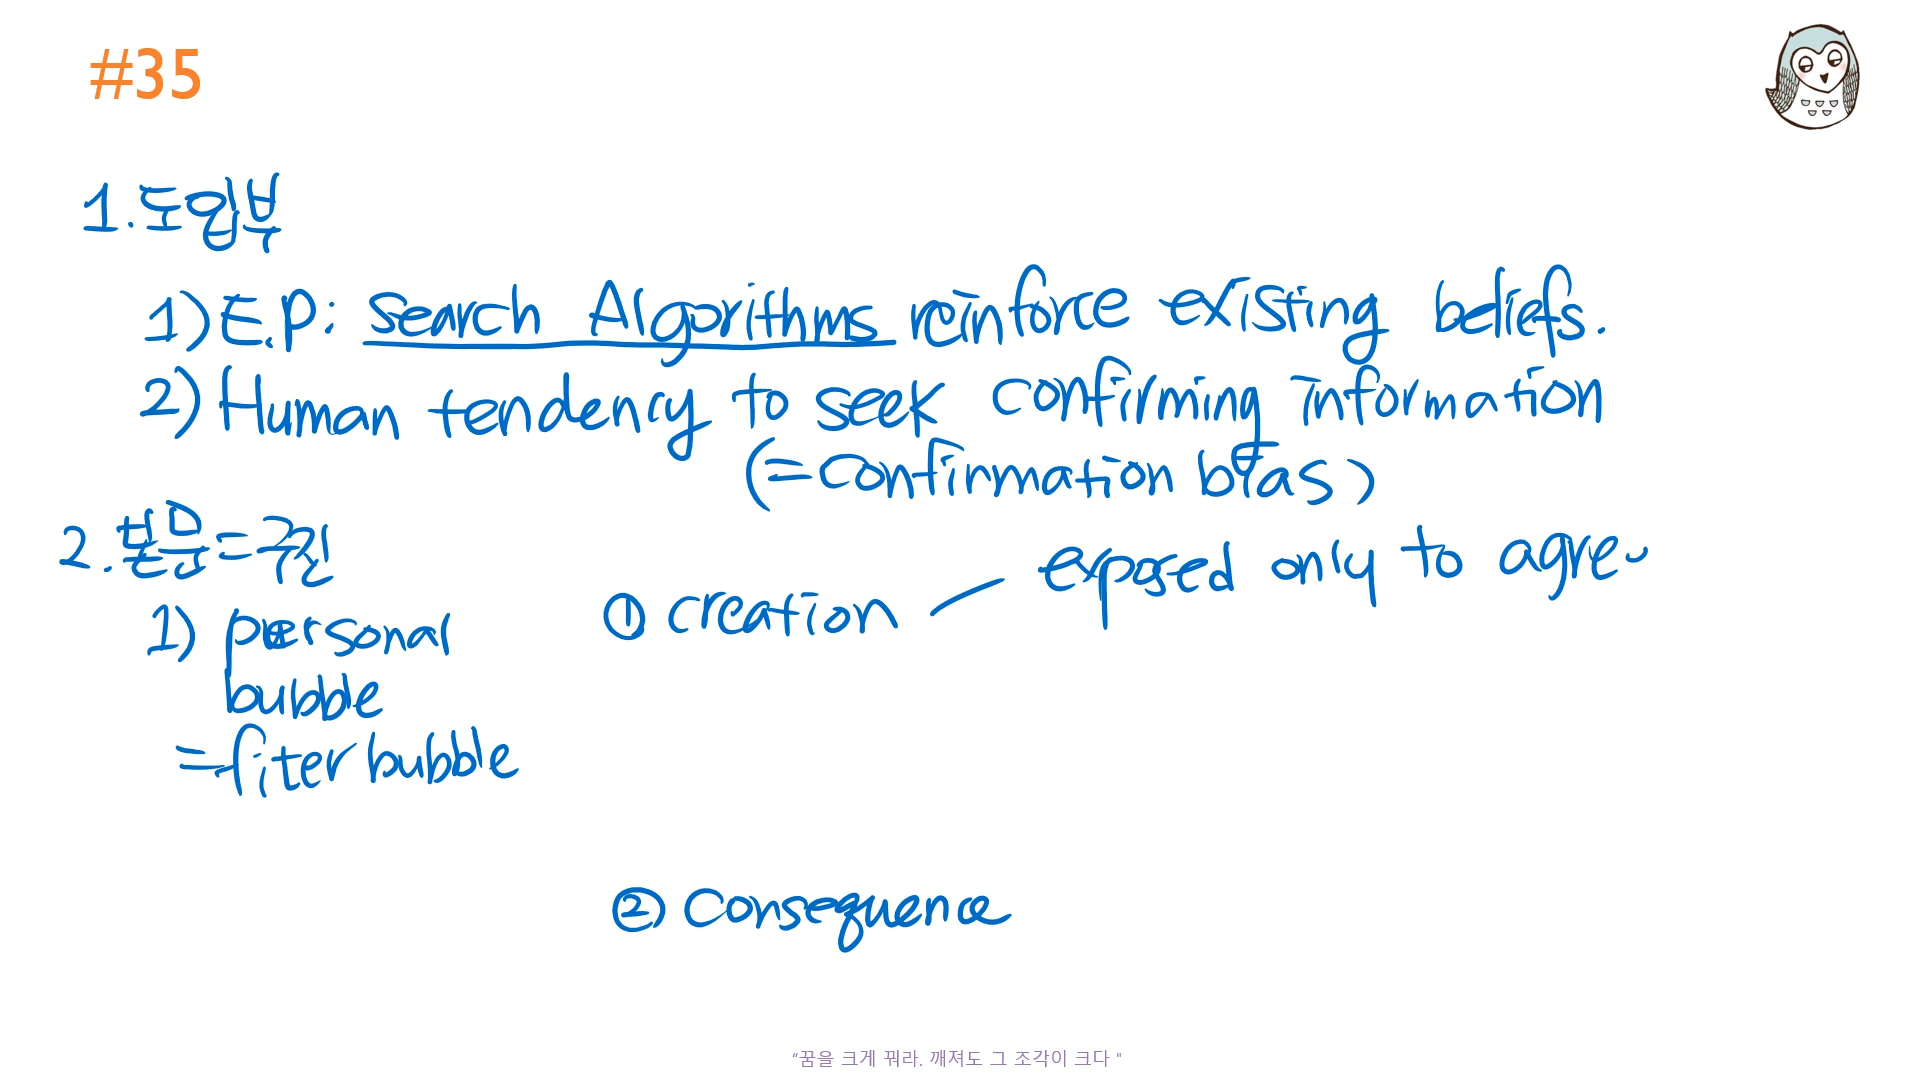 #35
1. 도입부
1) E.P: Search Algorithms reinforce existing beliefs.
2) Human tendency to seek confirming information
(=Confirmation bias)
2. 본문=구진
1) personal
bubble
=fiter bubble
① creation — exposed only to agre~
② Consequence
“꿈을 크게 꿔라. 깨져도 그 조각이 크다 "